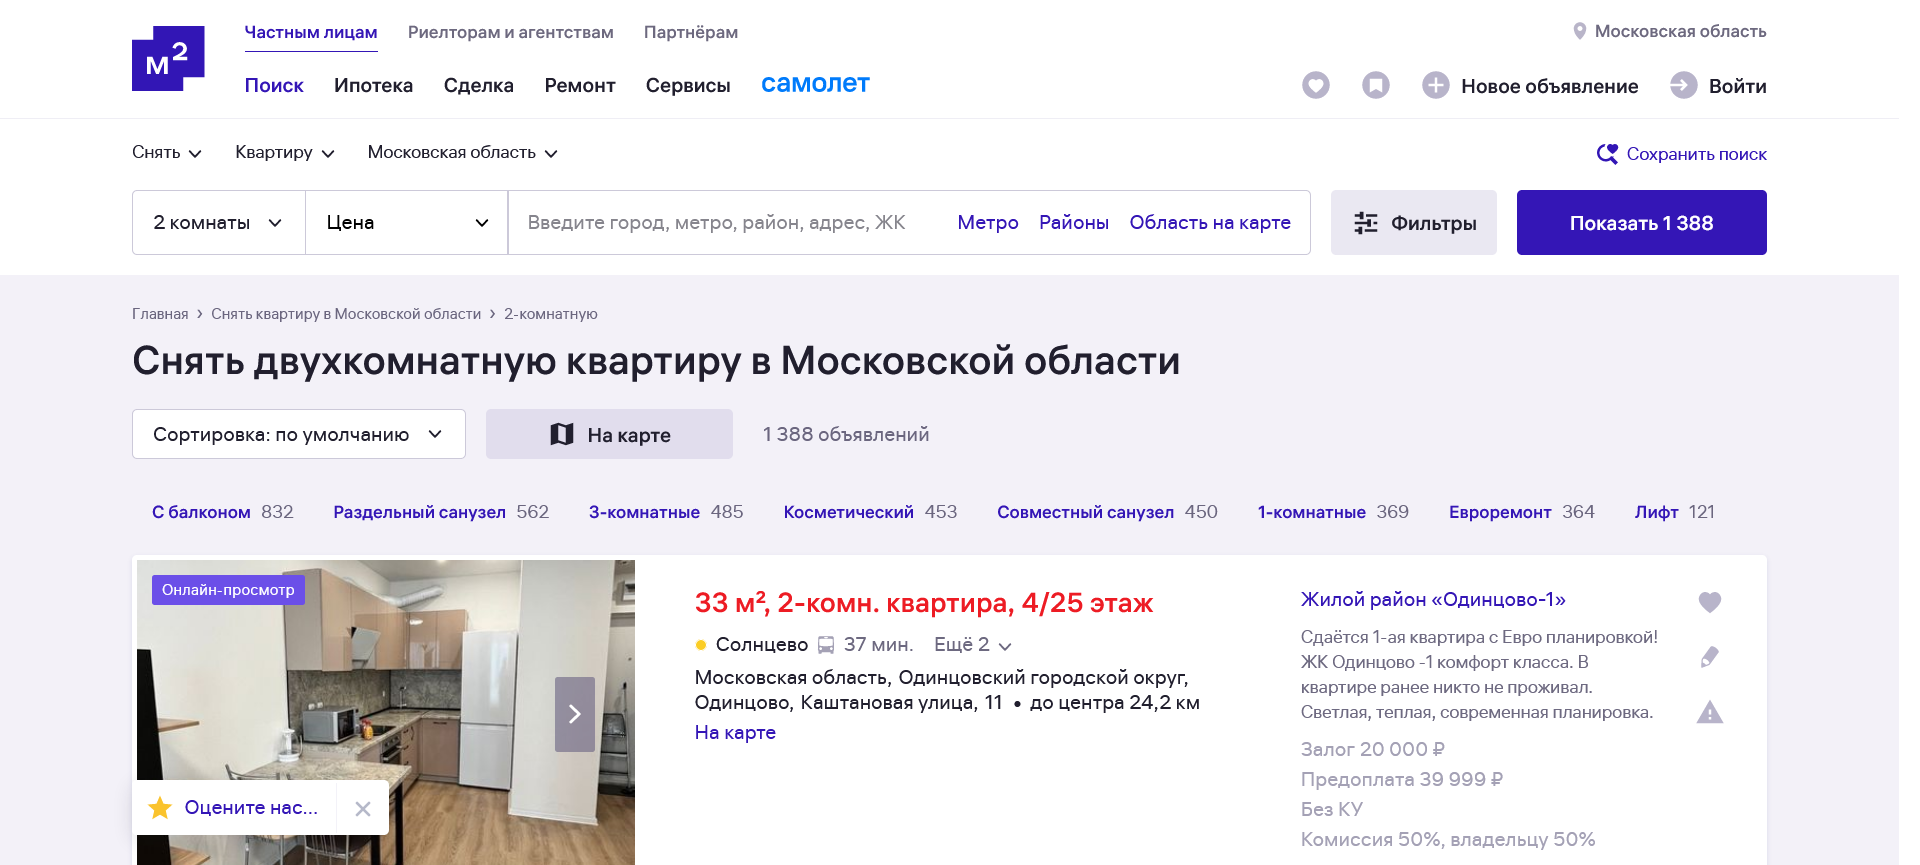 Частным лицам Риелторам и агентствам Партнёрам
Московская область
м2
Поиск Ипотека Сделка Ремонт Сервисы самолет
Новое объявление Войти
Снять Квартиру Московская область
Сохранить поиск
2 комнаты Цена Введите город, метро, район, адрес, ЖК Метро Районы Область на карте Фильтры Показать 1 388
Главная › Снять квартиру в Московской области › 2-комнатную
Снять двухкомнатную квартиру в Московской области
Сортировка: по умолчанию На карте 1 388 объявлений
С балконом 832 Раздельный санузел 562 3-комнатные 485 Косметический 453 Совместный санузел 450 1-комнатные 369 Евроремонт 364 Лифт 121
Онлайн-просмотр
33 м², 2-комн. квартира, 4/25 этаж
Солнцево 37 мин. Ещё 2
Московская область, Одинцовский городской округ,
Одинцово, Каштановая улица, 11 • до центра 24,2 км
На карте
Жилой район «Одинцово-1»
Сдаётся 1-ая квартира с Евро планировкой!
ЖК Одинцово -1 комфорт класса. В
квартире ранее никто не проживал.
Светлая, теплая, современная планировка.
Залог 20 000 ₽
Предоплата 39 999 ₽
Без КУ
Комиссия 50%, владельцу 50%
Оцените нас...